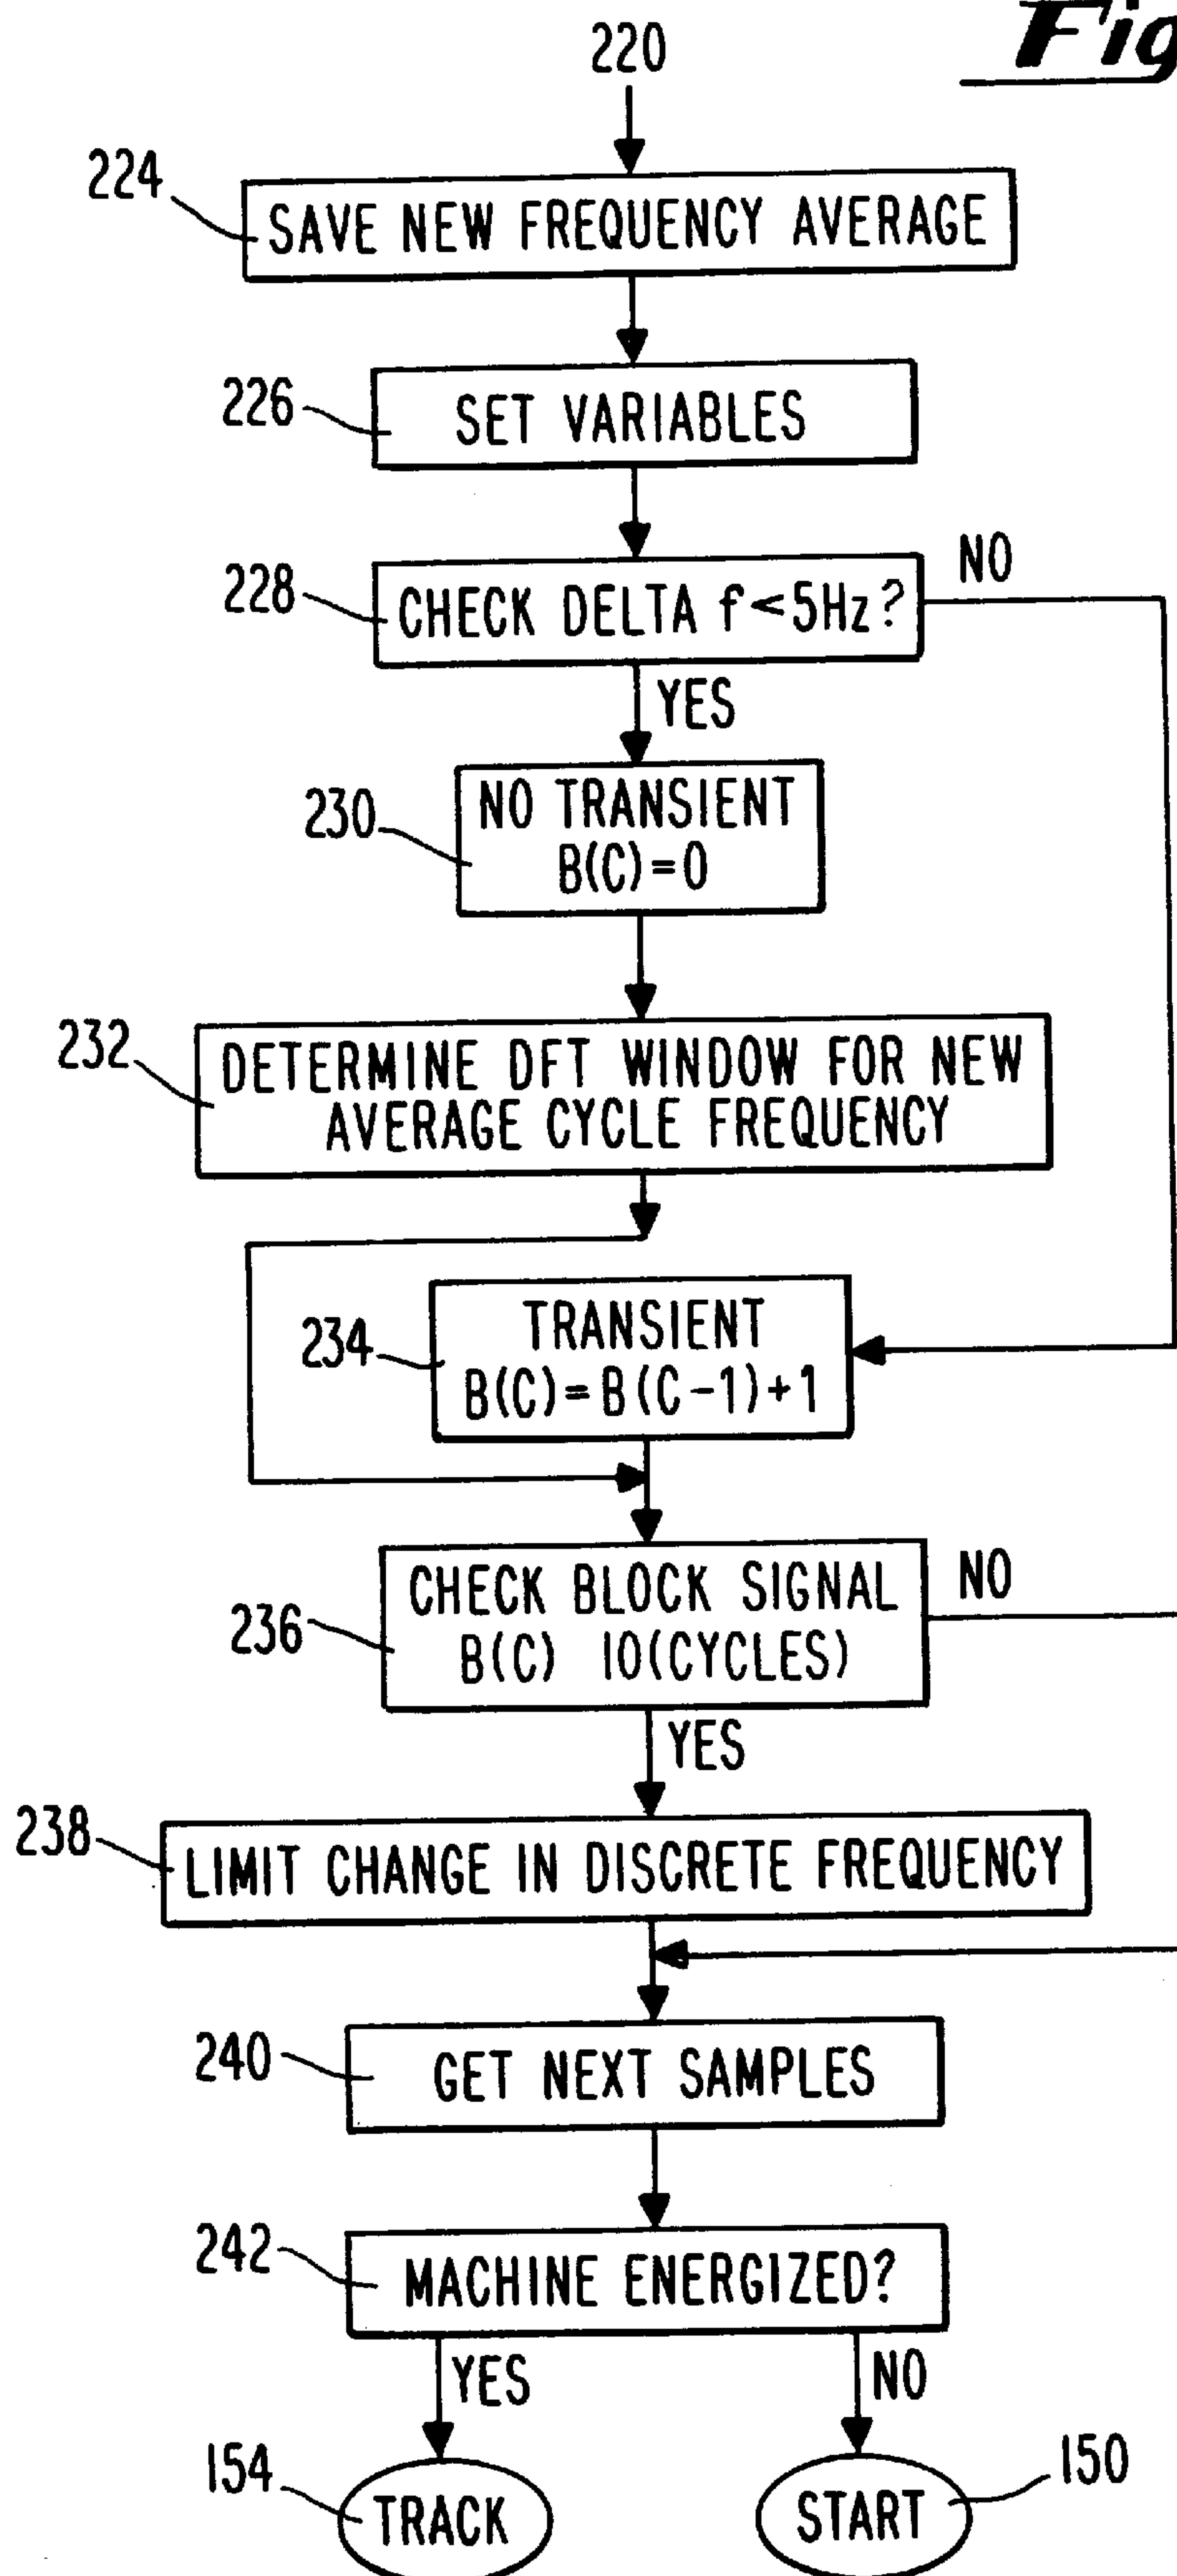 Fig
220
224
SAVE NEW FREQUENCY AVERAGE
226
SET VARIABLES
228
CHECK DELTA f<5Hz?
NO
YES
230
NO TRANSIENT
B(C)=0
232
DETERMINE DFT WINDOW FOR NEW
AVERAGE CYCLE FREQUENCY
234
TRANSIENT
B(C)=B(C-1)+1
236
CHECK BLOCK SIGNAL
B(C) 10(CYCLES)
NO
YES
238
LIMIT CHANGE IN DISCRETE FREQUENCY
240
GET NEXT SAMPLES
242
MACHINE ENERGIZED?
YES
NO
154
TRACK
START
150